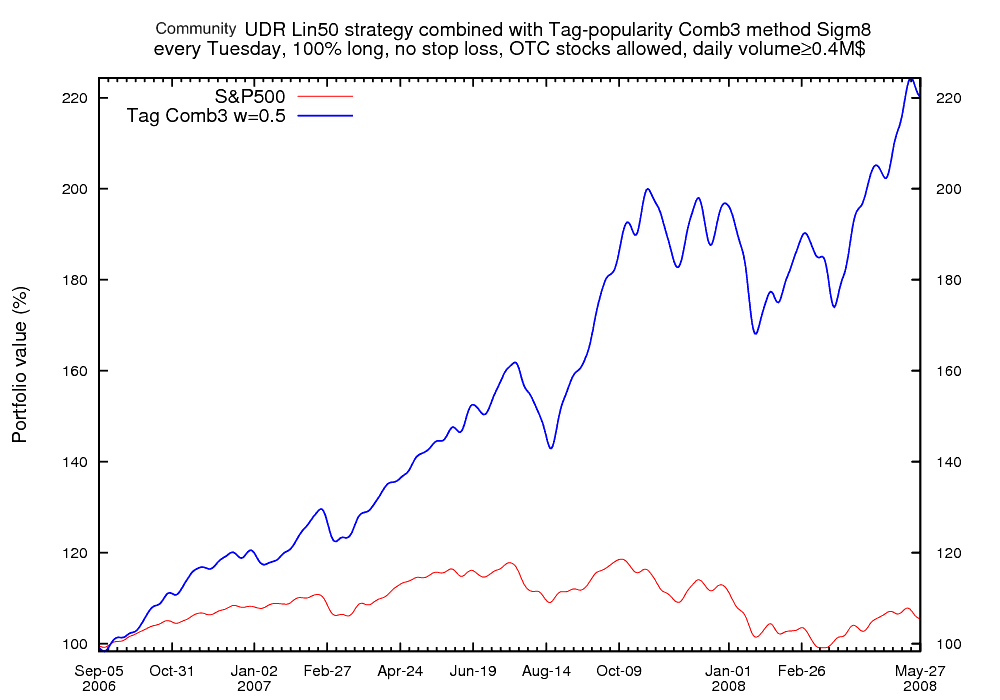 Community UDR Lin50 strategy combined with Tag-popularity Comb3 method Sigm8
every Tuesday, 100% long, no stop loss, OTC stocks allowed, daily volume≥0.4M$
S&P500
Tag Comb3 w=0.5
Portfolio value (%)
220 220
200 200
180 180
160 160
140 140
120 120
100 100
Sep-05 Oct-31 Jan-02 Feb-27 Apr-24 Jun-19 Aug-14 Oct-09 Jan-01 Feb-26 May-27
2006 2007 2008 2008